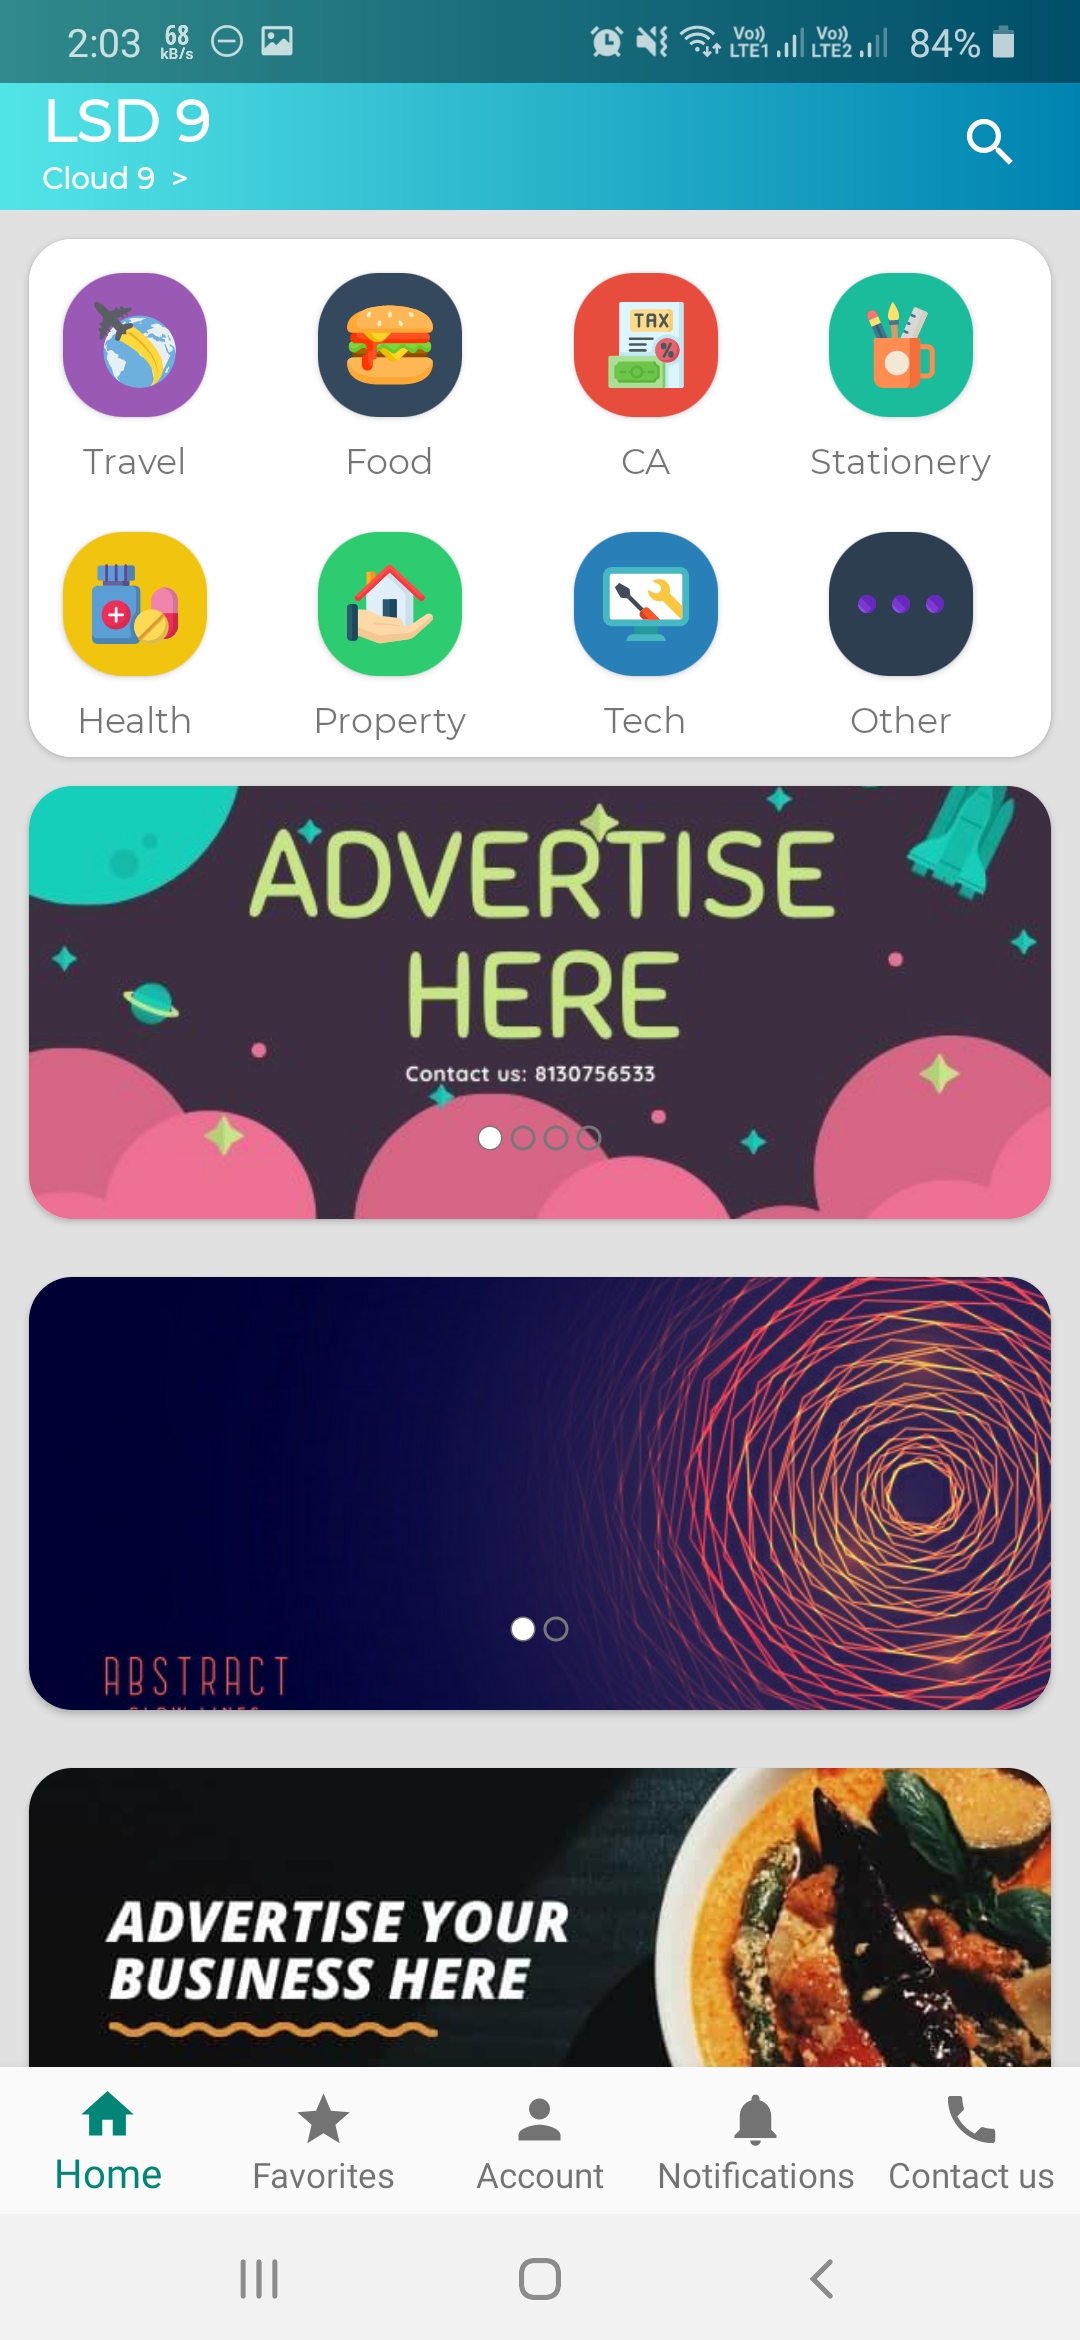 2:03 68 kB/s Vo)) LTE1 Vo)) LTE2 84%
LSD 9
Cloud 9 >
TAX
%
Travel Food CA Stationery
Health Property Tech Other
ADVERTISE
HERE
Contact us: 8130756533
ABSTRACT
ADVERTISE YOUR
BUSINESS HERE
Home Favorites Account Notifications Contact us